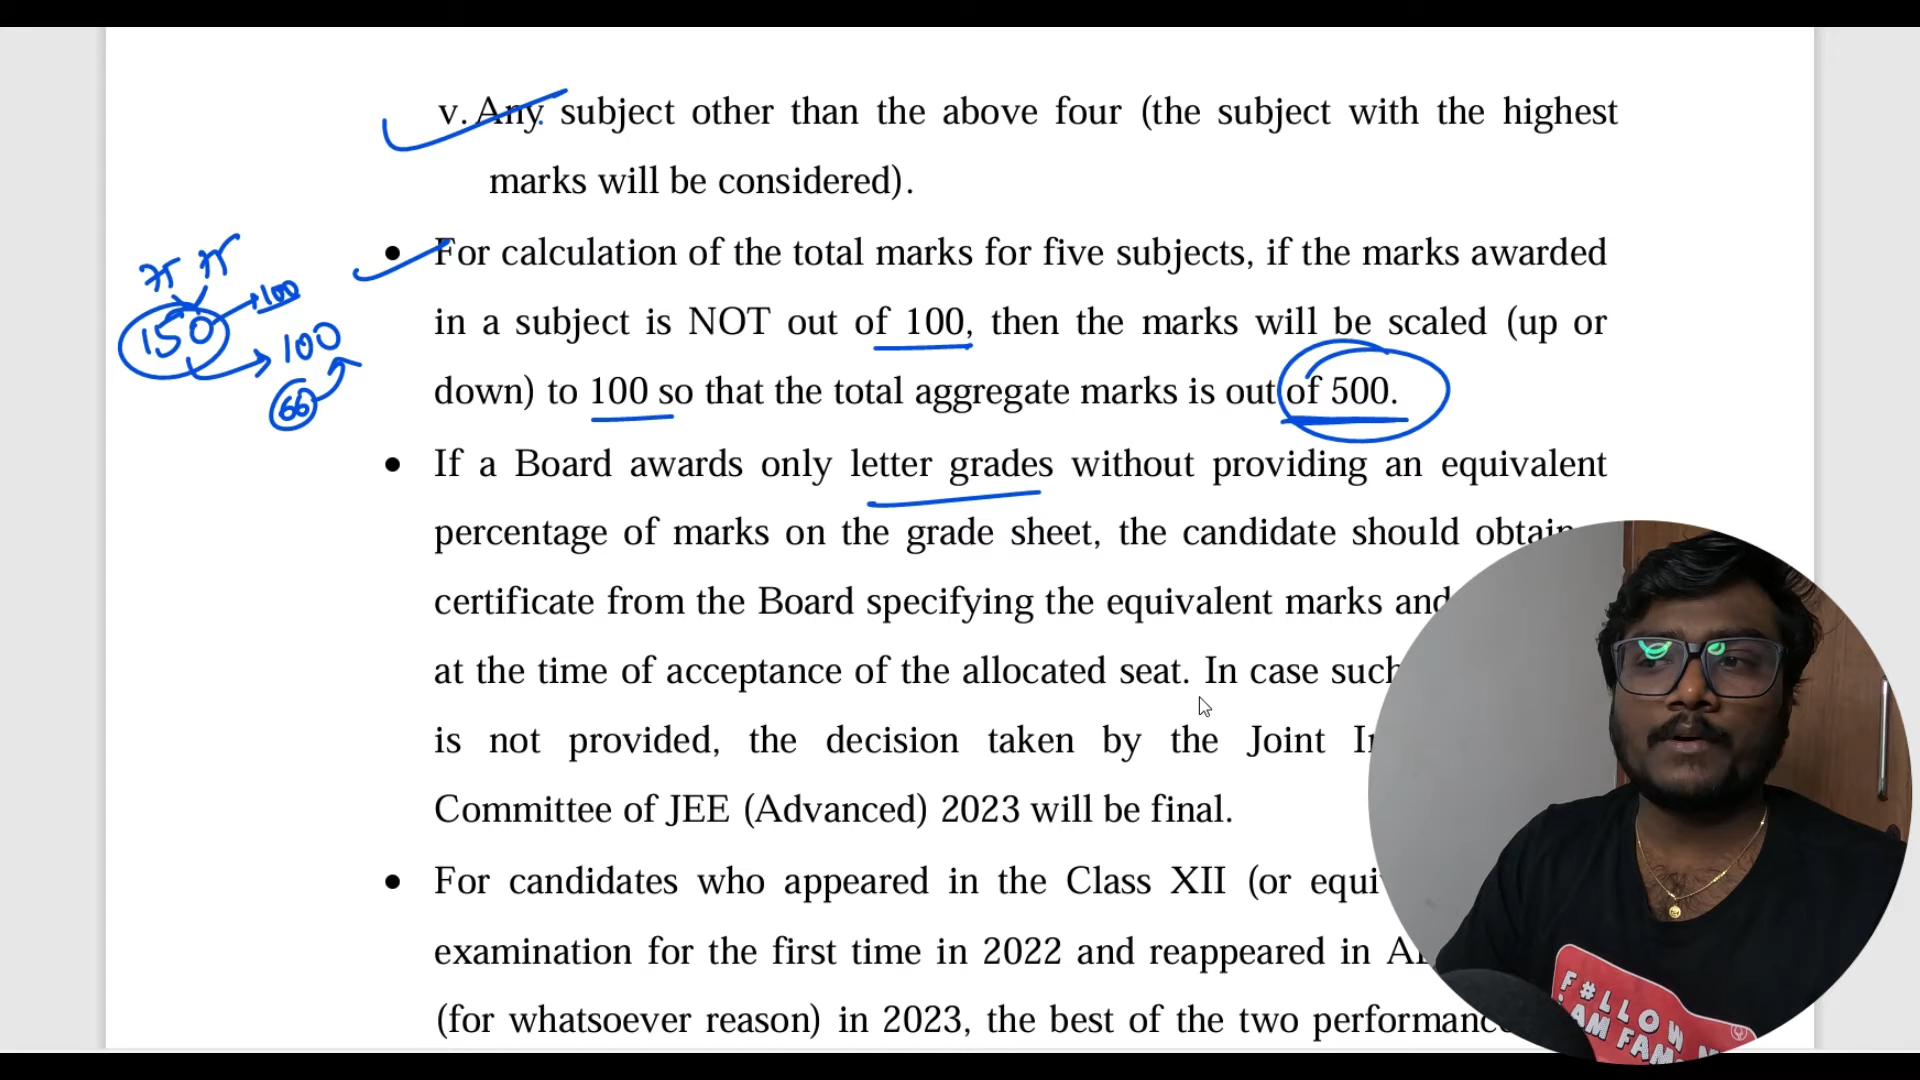 v. Any subject other than the above four (the subject with the highest
marks will be considered).
• For calculation of the total marks for five subjects, if the marks awarded
in a subject is NOT out of 100, then the marks will be scaled (up or
down) to 100 so that the total aggregate marks is out of 500.
75 75
150
100
100
66
• If a Board awards only letter grades without providing an equivalent
percentage of marks on the grade sheet, the candidate should obtain
certificate from the Board specifying the equivalent marks and
at the time of acceptance of the allocated seat. In case such
is not provided, the decision taken by the Joint
Committee of JEE (Advanced) 2023 will be final.
• For candidates who appeared in the Class XII (or
examination for the first time in 2022 and reappeared in
(for whatsoever reason) in 2023, the best of the two
F#LLOW
I AM FAM